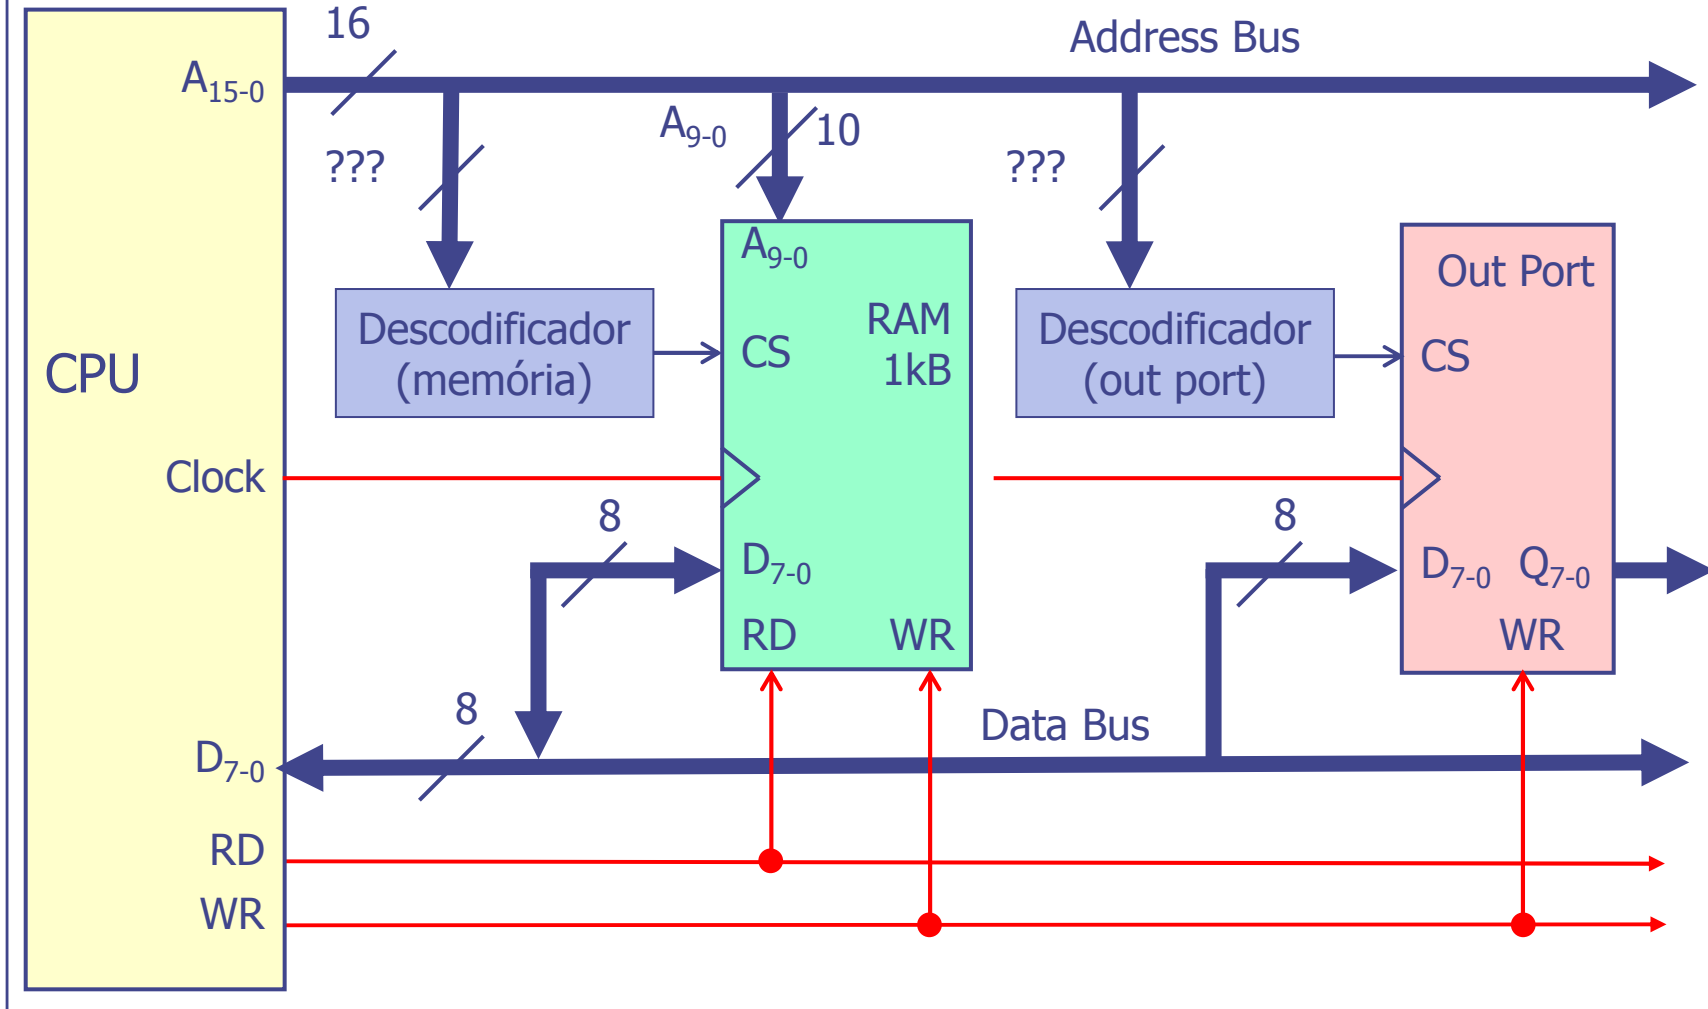 16
Address Bus
A15-0
A9-0
10
???
???
A9-0
Out Port
Descodificador
(memória)
RAM
1kB
CS
Descodificador
(out port)
CS
CPU
Clock
8
8
D7-0
D7-0 Q7-0
RD WR
WR
8
Data Bus
D7-0
RD
WR